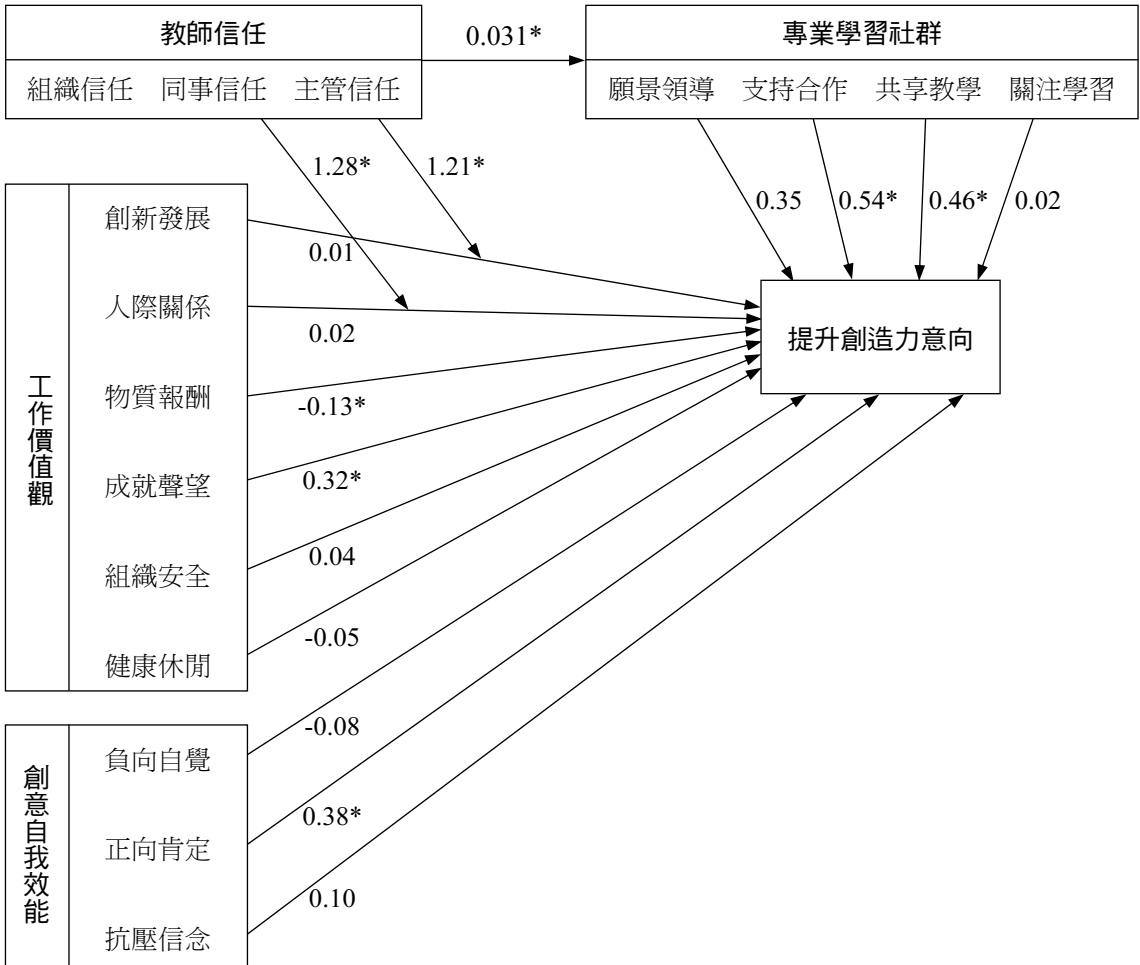 教師信任
0.031*
專業學習社群
組織信任 同事信任 主管信任
願景領導 支持合作 共享教學 關注學習
1.28*
1.21*
0.35
0.54*
0.46*
0.02
工作價值觀
創新發展
0.01
人際關係
0.02
提升創造力意向
物質報酬
-0.13*
成就聲望
0.32*
組織安全
0.04
健康休閒
-0.05
創意自我效能
負向自覺
-0.08
正向肯定
0.38*
抗壓信念
0.10